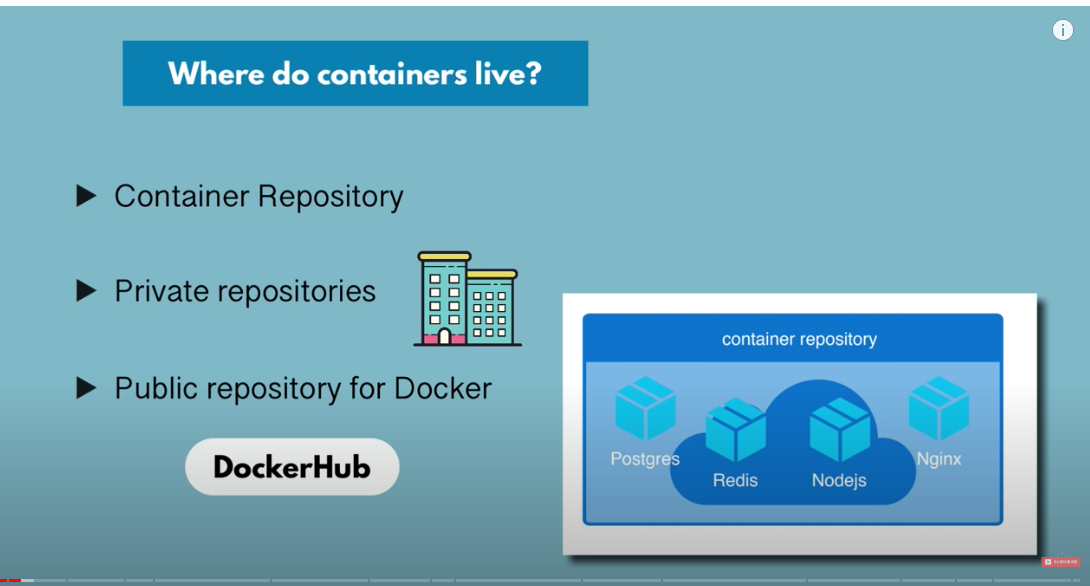 Where do containers live?
Container Repository
Private repositories
Public repository for Docker
DockerHub
container repository
Postgres
Redis
Nodejs
Nginx
SUBSCRIBE